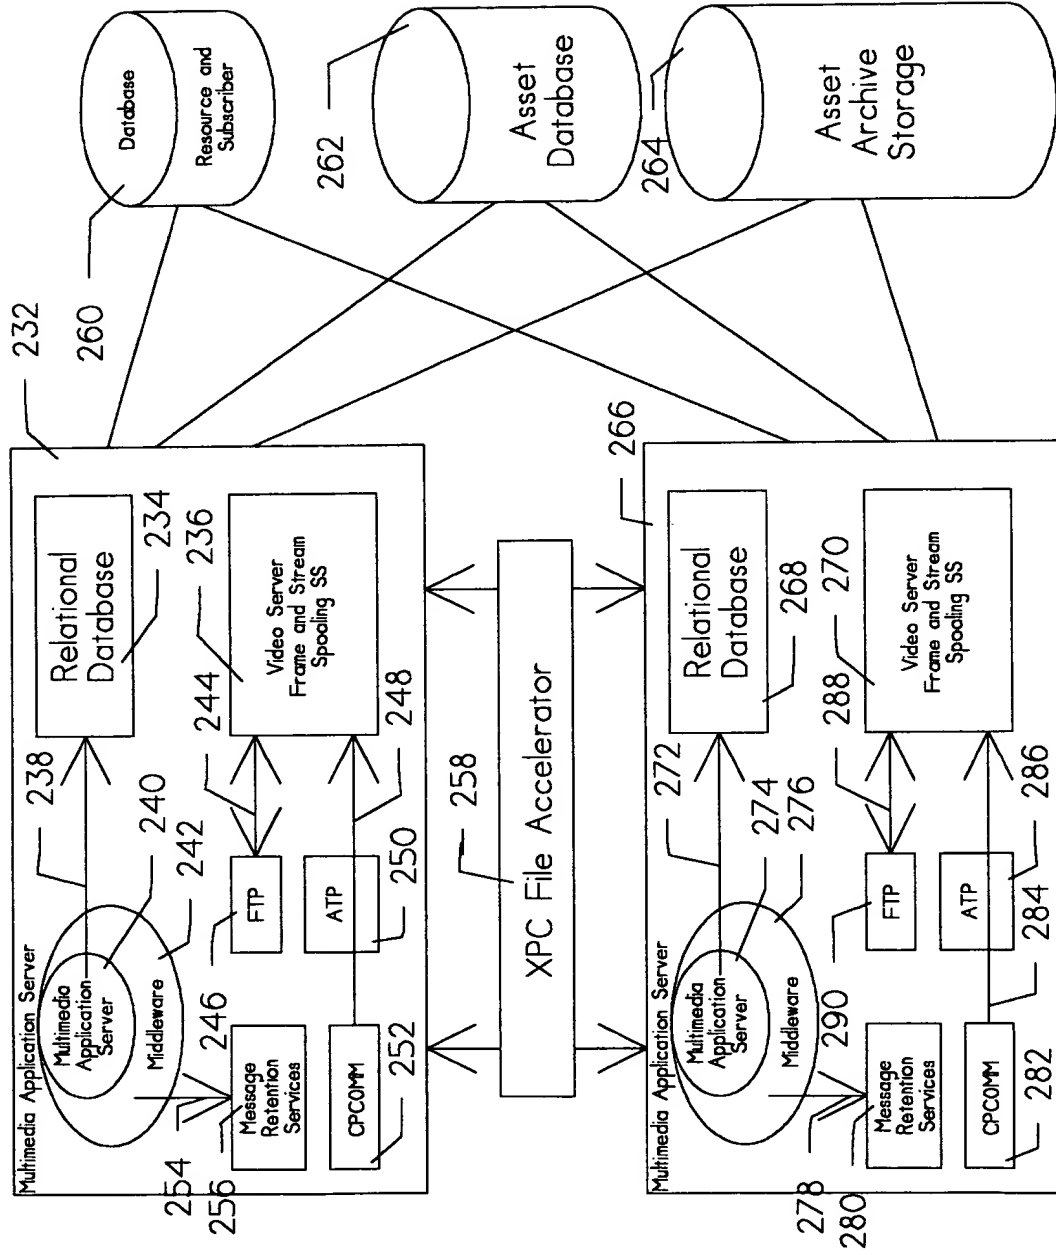 Multimedia Application Server
Multimedia
Application
Server
Middleware
278
280
Message
Retention
Services
CPCOMM
282
290
FTP
ATP
284
286
288
272
274
276
Relational
Database
268
270
Video Server
Frame and Stream
Spooling SS
266
258
XPC File Accelerator
Multimedia Application Server
Multimedia
Application
Server
Middleware
254
256
Message
Retention
Services
CPCOMM
252
246
FTP
ATP
250
248
244
238
240
242
Relational
Database
234
236
Video Server
Frame and Stream
Spooling SS
232
264
Asset
Archive
Storage
262
Asset
Database
260
Database
Resource and
Subscriber